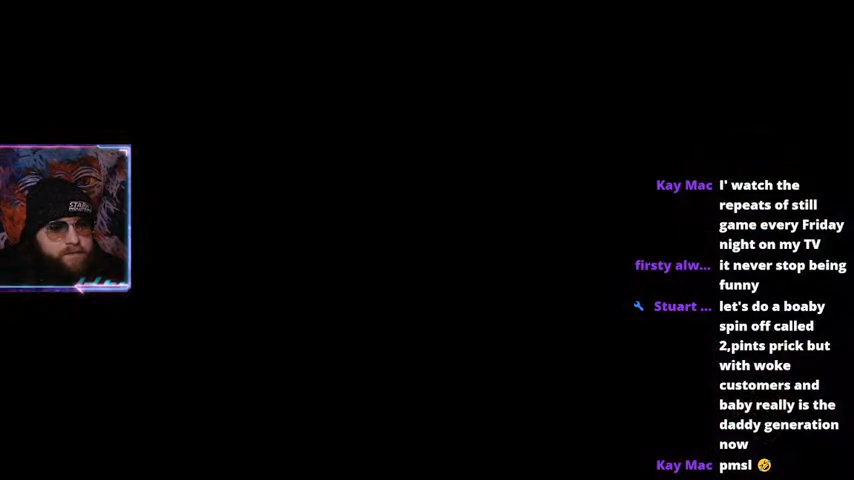 Kay Mac I' watch the
repeats of still
game every Friday
night on my TV
firsty alw... it never stop being
funny
Stuart ... let's do a boaby
spin off called
2,pints prick but
with woke
customers and
baby really is the
daddy generation
now
Kay Mac pmsl 🤣